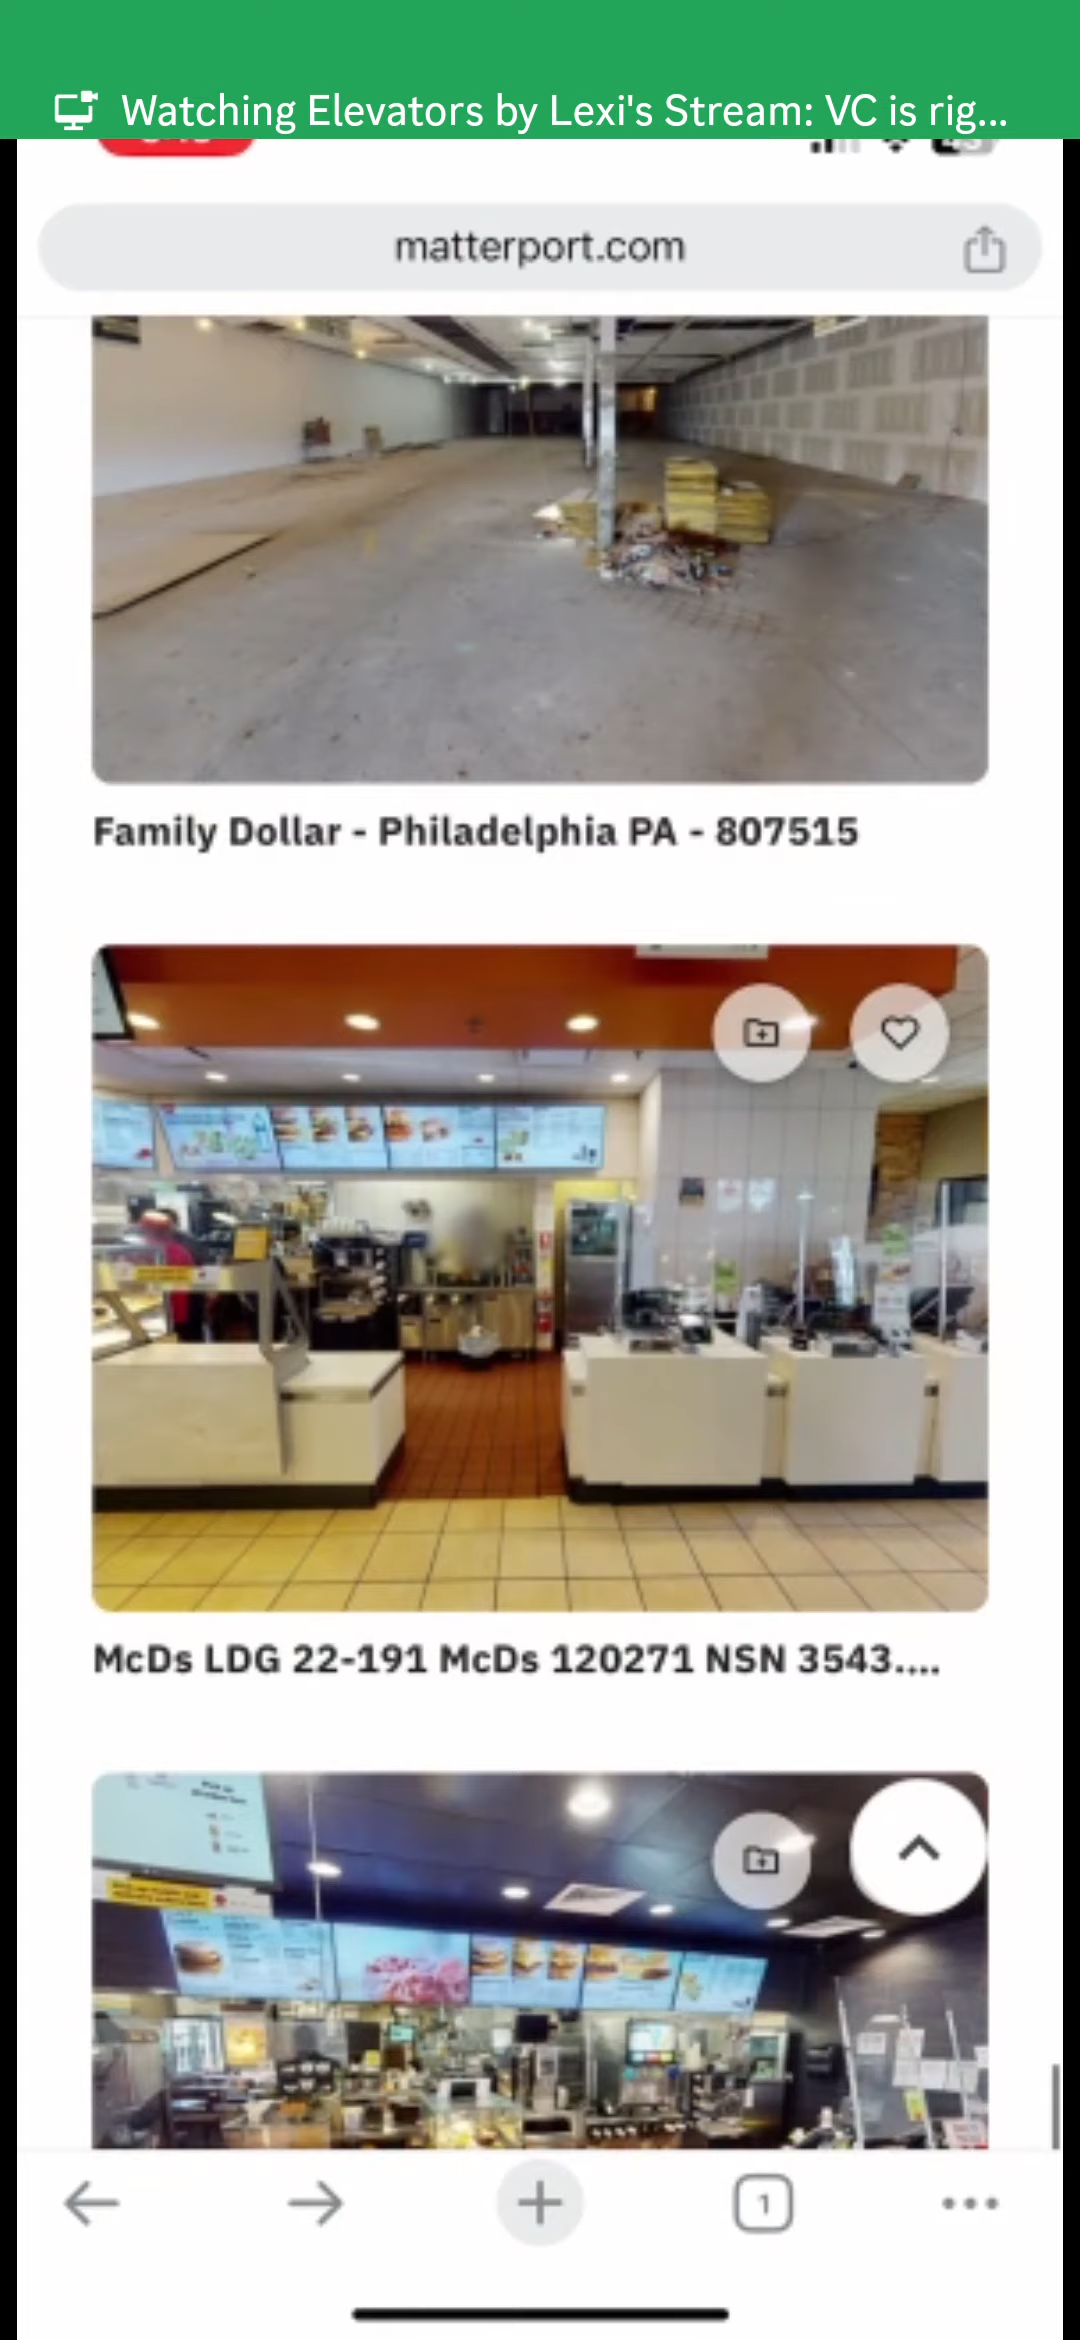 Watching Elevators by Lexi's Stream: VC is rig...
matterport.com
Family Dollar - Philadelphia PA - 807515
McDs LDG 22-191 McDs 120271 NSN 3543....
1